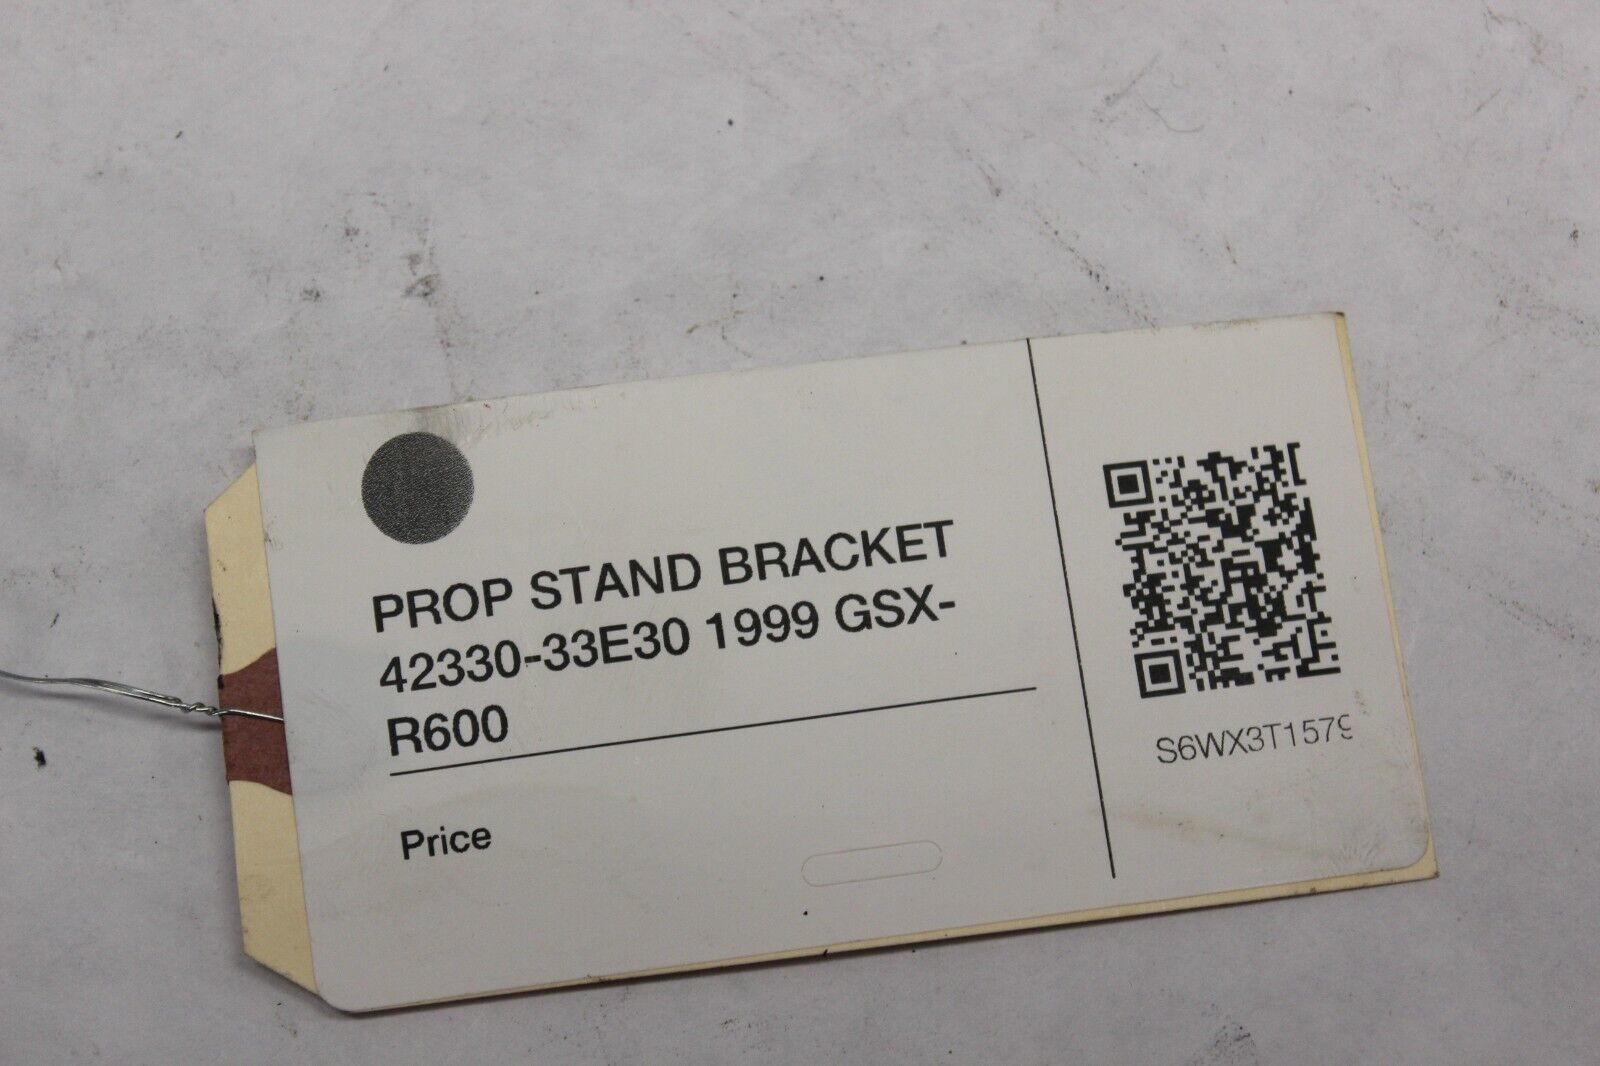 PROP STAND BRACKET
42330-33E30 1999 GSX-
R600
Price
S6WX3T1579